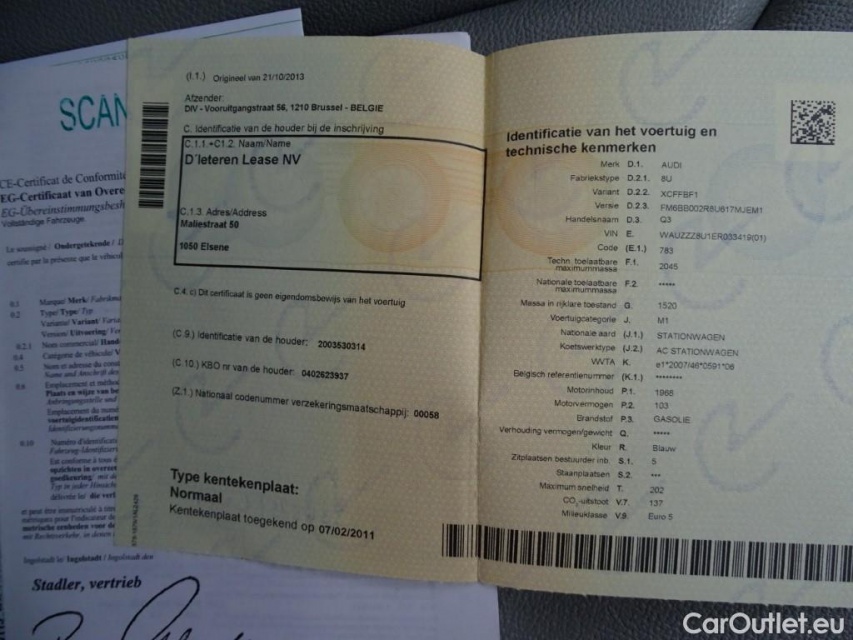 SCAN
CE-Certificat de Conformité
EG-Certificaat van Overe
EG-Übereinstimmungsbesh
Vollständige Fahrzeuge
Stadler, vertrieb
(I.1.) Origineel van 21/10/2013
Afzender:
DIV - Vooruitgangstraat 56, 1210 Brussel - BELGIE
C. Identificatie van de houder bij de inschrijving
C.1.1.+C1.2. Naam/Name
D'Ieteren Lease NV
C.1.3. Adres/Address
Maliestraat 50
1050 Elsene
C.4. c) Dit certificaat is geen eigendomsbewijs van het voertuig
(C.9.) Identificatie van de houder: 2003530314
(C.10.) KBO nr van de houder: 0402623937
(Z.1.) Nationaal codenummer verzekeringsmaatschappij: 00058
Type kentekenplaat:
Normaal
Kentekenplaat toegekend op 07/02/2011
Identificatie van het voertuig en
technische kenmerken
Merk D.1. AUDI
Fabriekstype D.2.1. 8U
Variant D.2.2. XCFFBF1
Versie D.2.3. FM6BB002R8U617MJEM1
Handelsnaam D.3. Q3
VIN E. WAUZZZ8U1ER033419(01)
Code (E.1.) 783
Techn. toelaatbare maximummassa F.1. 2045
Nationale toelaatbare maximummassa F.2. *****
Massa in rijklare toestand G. 1520
Voertuigcategorie J. M1
Nationale aard (J.1.) STATIONWAGEN
Koetswerktype (J.2.) AC STATIONWAGEN
WVTA K. e1*2007/46*0591*06
Belgisch referentienummer (K.1.) ********
Motorinhoud P.1. 1968
Motorvermogen P.2. 103
Brandstof P.3. GASOLIE
Verhouding vermogen/gewicht Q. *****
Kleur R. Blauw
Zitplaatsen bestuurder inb. S.1. 5
Staanplaatsen S.2. ***
Maximum snelheid T. 202
CO₂-uitstoot V.7. 137
Milieuklasse V.9. Euro 5
CarOutlet.eu